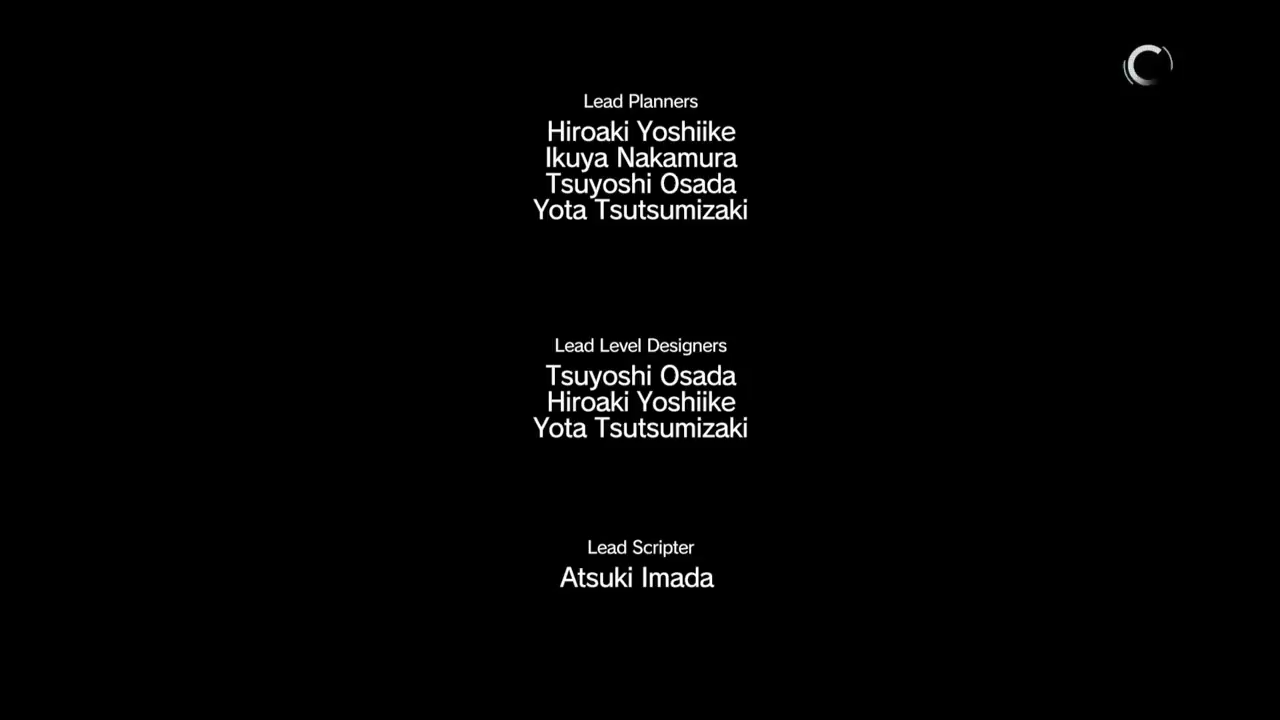 Lead Planners
Hiroaki Yoshiike
Ikuya Nakamura
Tsuyoshi Osada
Yota Tsutsumizaki
Lead Level Designers
Tsuyoshi Osada
Hiroaki Yoshiike
Yota Tsutsumizaki
Lead Scripter
Atsuki Imada